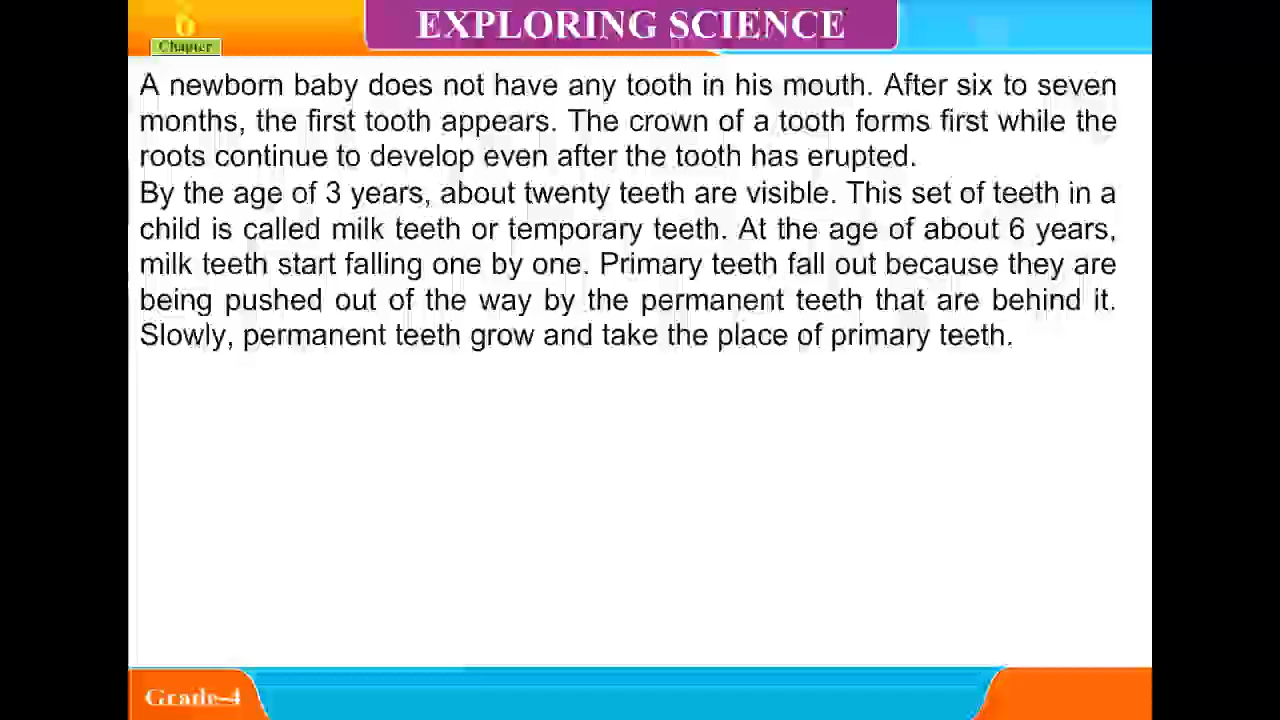 6
Chapter
EXPLORING SCIENCE
A newborn baby does not have any tooth in his mouth. After six to seven
months, the first tooth appears. The crown of a tooth forms first while the
roots continue to develop even after the tooth has erupted.
By the age of 3 years, about twenty teeth are visible. This set of teeth in a
child is called milk teeth or temporary teeth. At the age of about 6 years,
milk teeth start falling one by one. Primary teeth fall out because they are
being pushed out of the way by the permanent teeth that are behind it.
Slowly, permanent teeth grow and take the place of primary teeth.
Grade-4